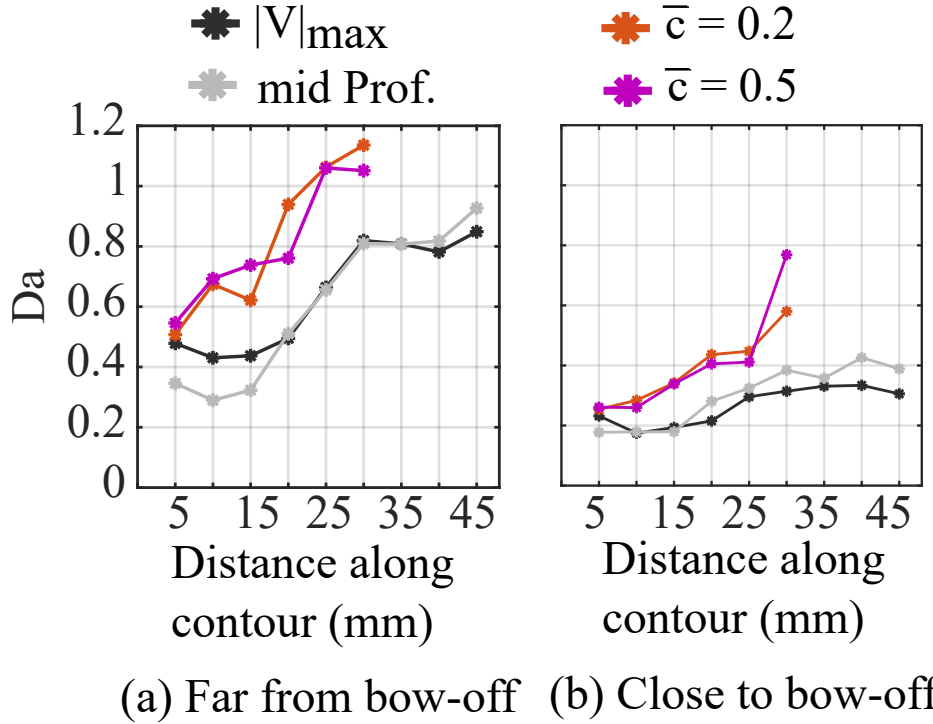 |V|max
mid Prof.
c̅ = 0.2
c̅ = 0.5
Da
1.2
1
0.8
0.6
0.4
0.2
0
5 15 25 35 45
5 15 25 35 45
Distance along
contour (mm)
Distance along
contour (mm)
(a) Far from bow-off
(b) Close to bow-off